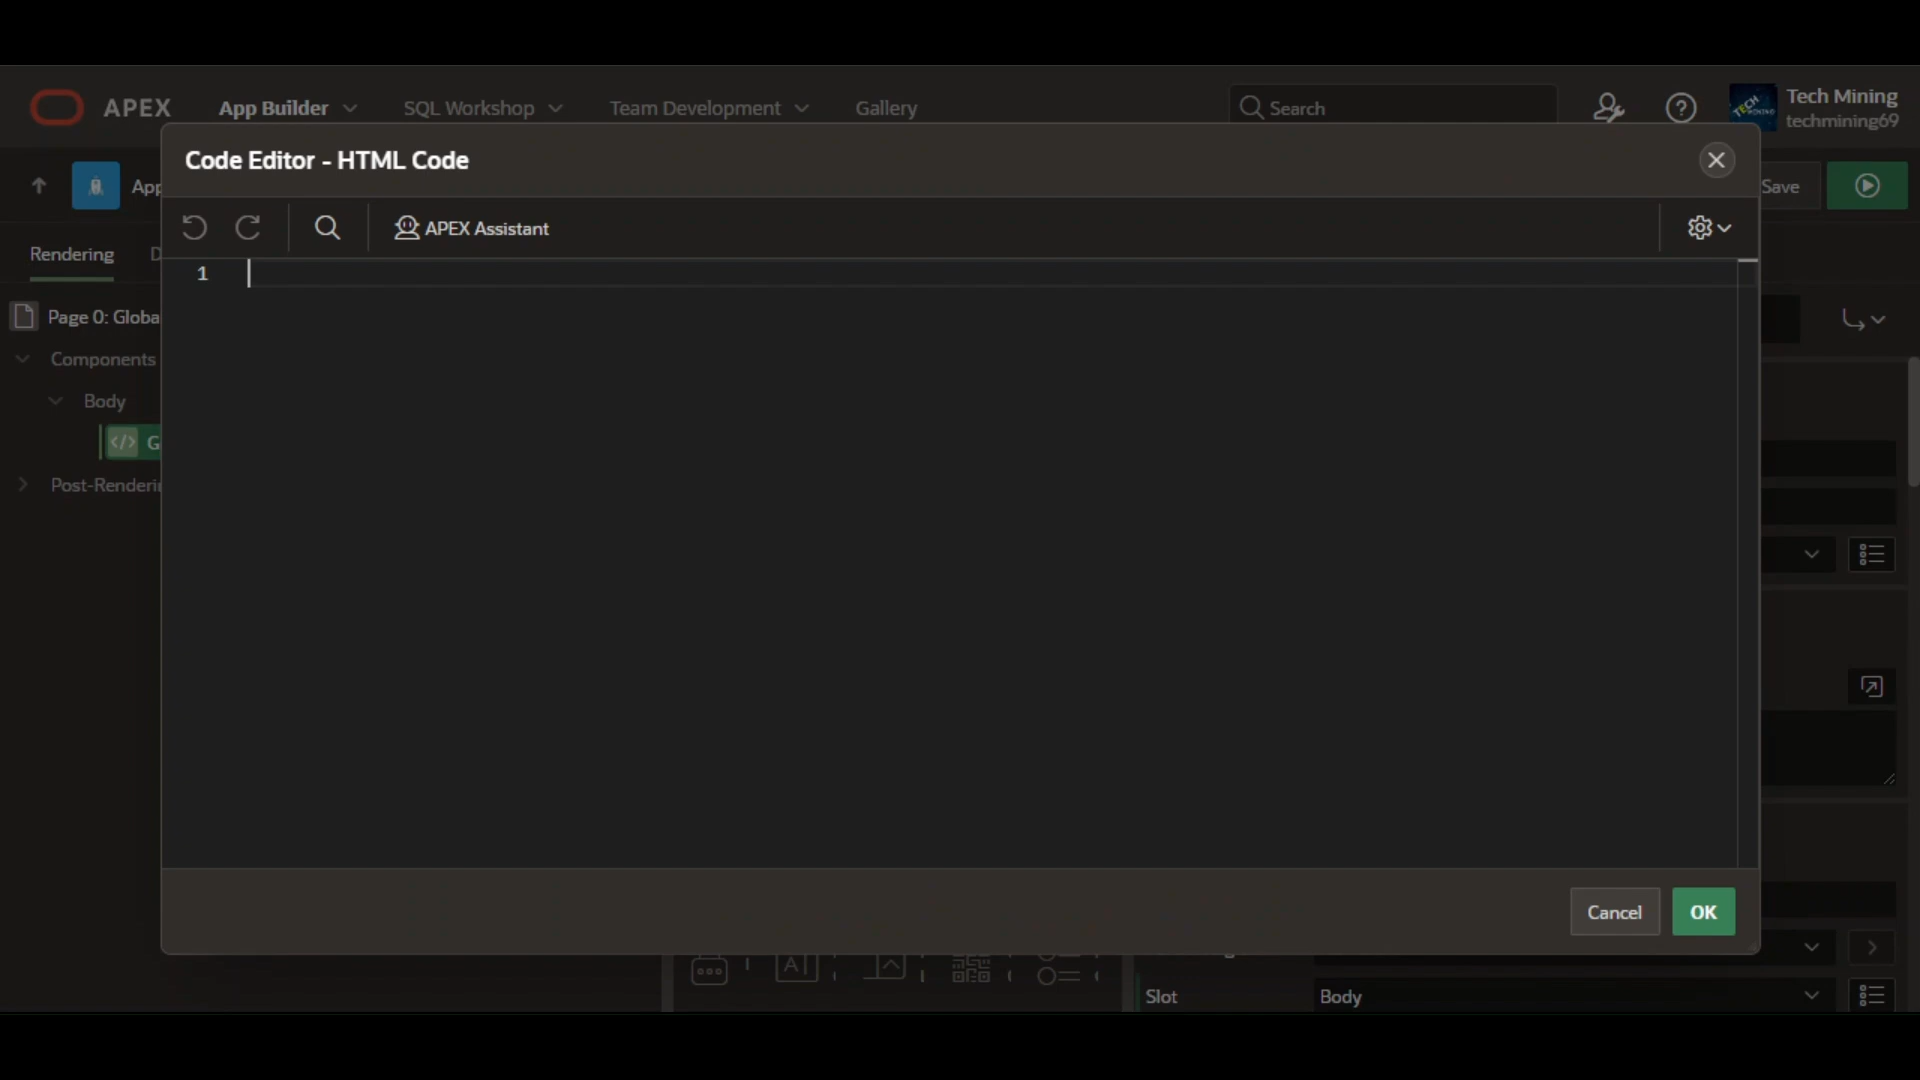 APEX App Builder SQL Workshop Team Development Gallery Search Tech Mining
techmining69
Code Editor - HTML Code
App Save
APEX Assistant
Rendering D
1
Page 0: Globa
Components
Body
</> G
Post-Renderin
Cancel OK
Slot Body